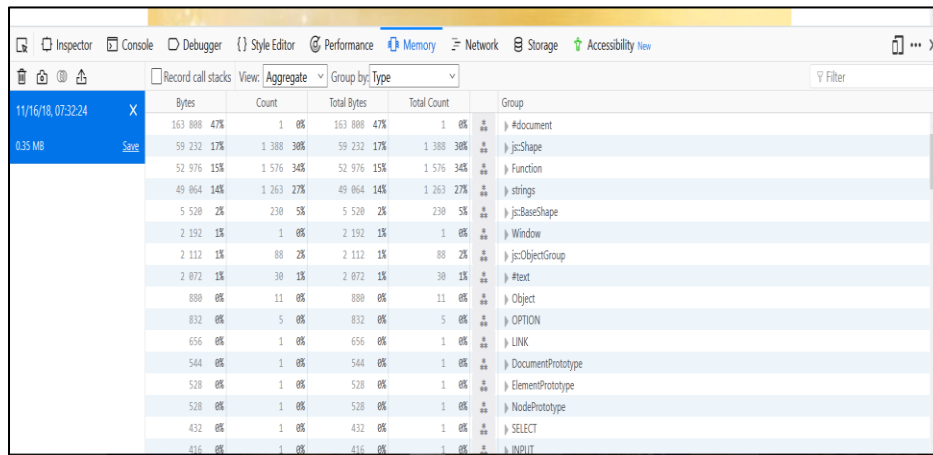 Inspector Console Debugger {} Style Editor Performance Memory Network Storage Accessibility New
Record call stacks View: Aggregate Group by: Type Filter
11/16/18, 07:32:24 X
0.35 MB Save
Bytes Count Total Bytes Total Count Group
163 808 47% 1 0% 163 808 47% 1 0% #document
59 232 17% 1 388 30% 59 232 17% 1 388 30% js::Shape
52 976 15% 1 576 34% 52 976 15% 1 576 34% Function
49 064 14% 1 263 27% 49 064 14% 1 263 27% strings
5 520 2% 230 5% 5 520 2% 230 5% js::BaseShape
2 192 1% 1 0% 2 192 1% 1 0% Window
2 112 1% 88 2% 2 112 1% 88 2% js::ObjectGroup
2 072 1% 30 1% 2 072 1% 30 1% #text
880 0% 11 0% 880 0% 11 0% Object
832 0% 5 0% 832 0% 5 0% OPTION
656 0% 1 0% 656 0% 1 0% LINK
544 0% 1 0% 544 0% 1 0% DocumentPrototype
528 0% 1 0% 528 0% 1 0% ElementPrototype
528 0% 1 0% 528 0% 1 0% NodePrototype
432 0% 1 0% 432 0% 1 0% SELECT
416 0% 1 0% 416 0% 1 0% INPUT